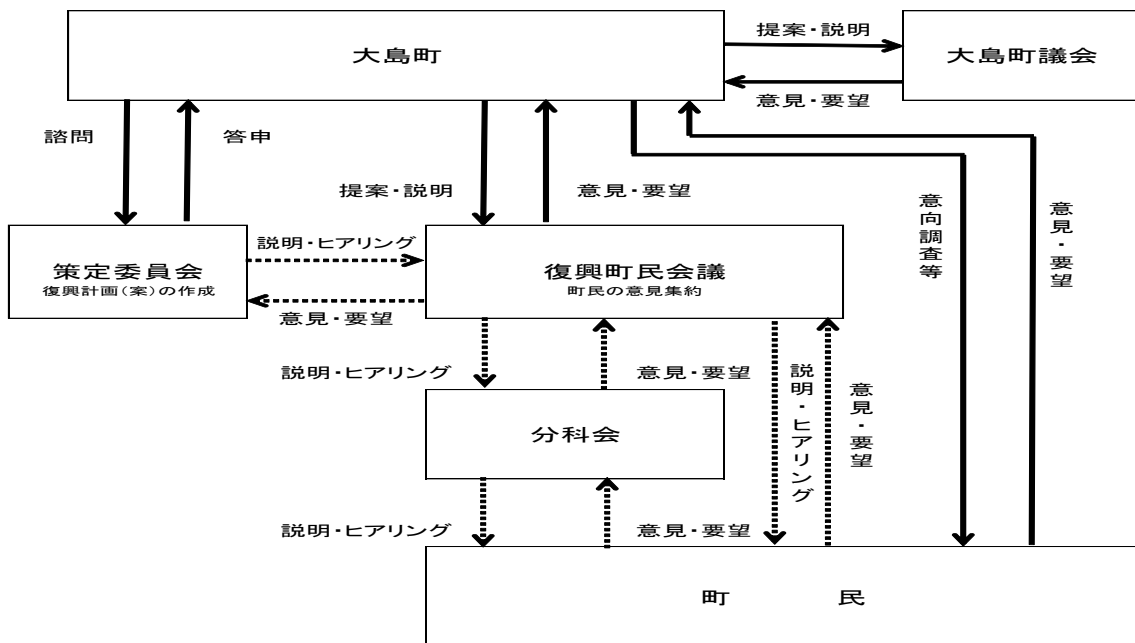 大島町
提案・説明
大島町議会
意見・要望
諮問
答申
提案・説明
意見・要望
意向調査等
意見・要望
策定委員会
復興計画(案)の作成
説明・ヒアリング
意見・要望
復興町民会議
町民の意見集約
説明・ヒアリング
意見・要望
説明・ヒアリング
意見・要望
分科会
説明・ヒアリング
意見・要望
町民